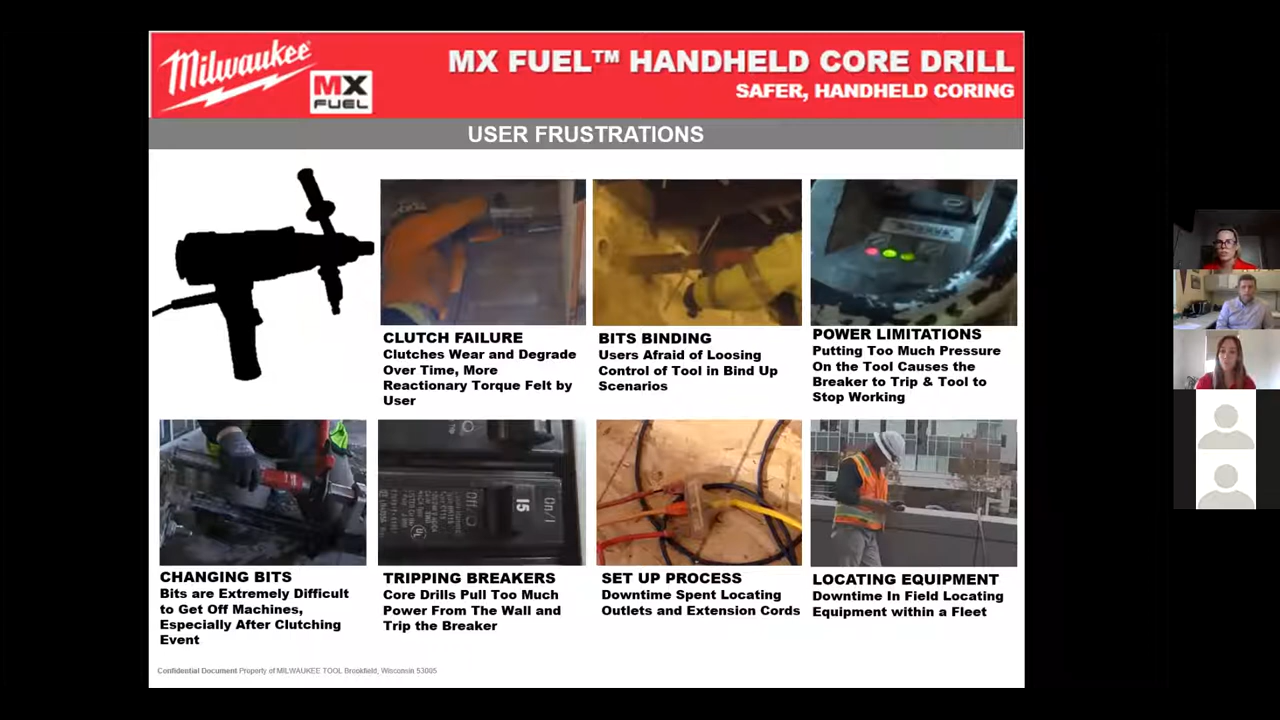 Milwaukee
MX
FUEL
MX FUEL™ HANDHELD CORE DRILL
SAFER, HANDHELD CORING
USER FRUSTRATIONS
CLUTCH FAILURE
Clutches Wear and Degrade
Over Time, More
Reactionary Torque Felt by
User
BITS BINDING
Users Afraid of Loosing
Control of Tool in Bind Up
Scenarios
POWER LIMITATIONS
Putting Too Much Pressure
On the Tool Causes the
Breaker to Trip & Tool to
Stop Working
CHANGING BITS
Bits are Extremely Difficult
to Get Off Machines,
Especially After Clutching
Event
15
On/I
TRIPPING BREAKERS
Core Drills Pull Too Much
Power From The Wall and
Trip the Breaker
SET UP PROCESS
Downtime Spent Locating
Outlets and Extension Cords
LOCATING EQUIPMENT
Downtime In Field Locating
Equipment within a Fleet
Confidential Document Property of MILWAUKEE TOOL Brookfield, Wisconsin 53005